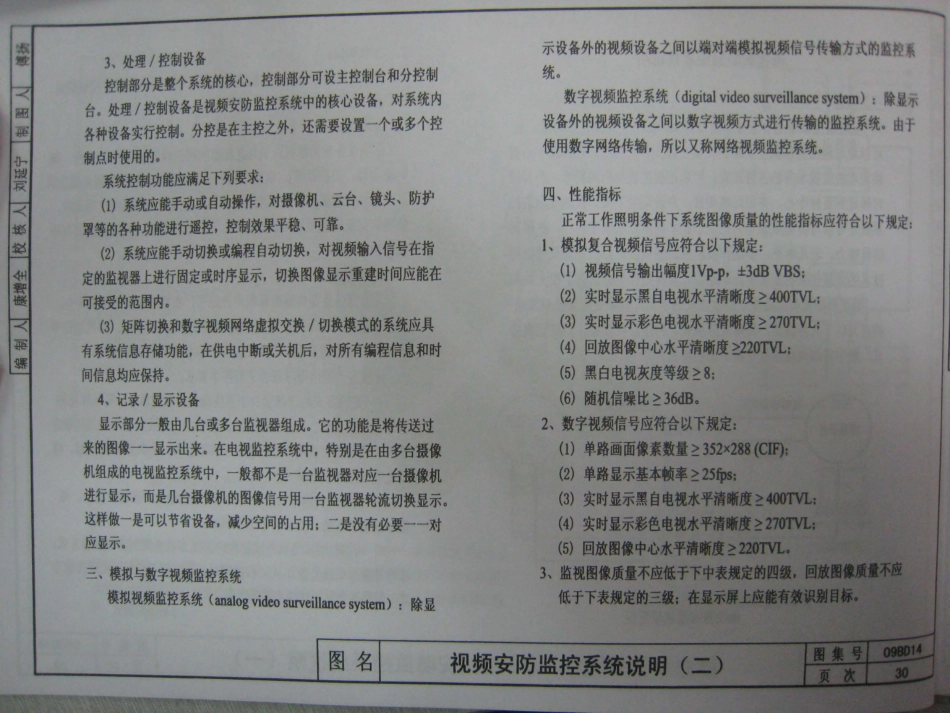 3、处理／控制设备
控制部分是整个系统的核心，控制部分可设主控制台和分控制
台。处理／控制设备是视频安防监控系统中的核心设备，对系统内
各种设备实行控制。分控是在主控之外，还需要设置一个或多个控
制点时使用的。
系统控制功能应满足下列要求：
(1) 系统应能手动或自动操作，对摄像机、云台、镜头、防护
罩等的各种功能进行遥控，控制效果平稳、可靠。
(2) 系统应能手动切换或编程自动切换，对视频输入信号在指
定的监视器上进行固定或时序显示，切换图像显示重建时间应能在
可接受的范围内。
(3) 矩阵切换和数字视频网络虚拟交换／切换模式的系统应具
有系统信息存储功能，在供电中断或关机后，对所有编程信息和时
间信息均应保持。
4、记录／显示设备
显示部分一般由几台或多台监视器组成。它的功能是将传送过
来的图像一一显示出来。在电视监控系统中，特别是在由多台摄像
机组成的电视监控系统中，一般都不是一台监视器对应一台摄像机
进行显示，而是几台摄像机的图像信号用一台监视器轮流切换显示。
这样做一是可以节省设备，减少空间的占用；二是没有必要一一对
应显示。
三、模拟与数字视频监控系统
模拟视频监控系统（analog video surveillance system）：除显
示设备外的视频设备之间以端对端模拟视频信号传输方式的监控系
统。
数字视频监控系统（digital video surveillance system）：除显示
设备外的视频设备之间以数字视频方式进行传输的监控系统。由于
使用数字网络传输，所以又称网络视频监控系统。
四、性能指标
正常工作照明条件下系统图像质量的性能指标应符合以下规定：
1、模拟复合视频信号应符合以下规定：
(1) 视频信号输出幅度1Vp-p，±3dB VBS；
(2) 实时显示黑自电视水平清晰度≥400TVL；
(3) 实时显示彩色电视水平清晰度≥270TVL；
(4) 回放图像中心水平清晰度≥220TVL；
(5) 黑白电视灰度等级≥8；
(6) 随机信噪比≥36dB。
2、数字视频信号应符合以下规定：
(1) 单路画面像素数量≥352×288 (CIF)；
(2) 单路显示基本帧率≥25fps；
(3) 实时显示黑自电视水平清晰度≥400TVL；
(4) 实时显示彩色电视水平清晰度≥270TVL；
(5) 回放图像中心水平清晰度≥220TVL。
3、监视图像质量不应低于下中表规定的四级，回放图像质量不应
低于下表规定的三级；在显示屏上应能有效识别目标。
编制人 康增全 校核人 刘廷宁 制图人
图名 视频安防监控系统说明（二） 图集号 09BD14
页次 30